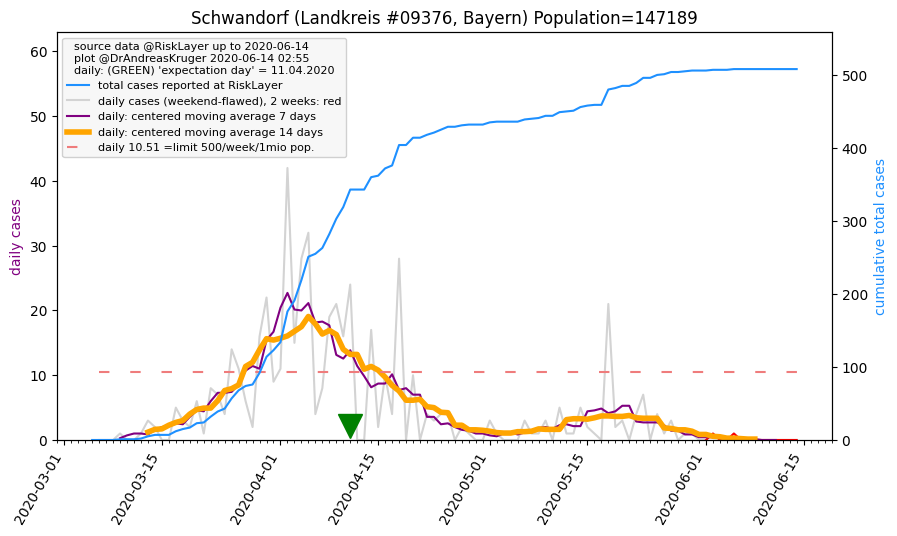 Schwandorf (Landkreis #09376, Bayern) Population=147189
source data @RiskLayer up to 2020-06-14
plot @DrAndreasKruger 2020-06-14 02:55
daily: (GREEN) 'expectation day' = 11.04.2020
total cases reported at RiskLayer
daily cases (weekend-flawed), 2 weeks: red
daily: centered moving average 7 days
daily: centered moving average 14 days
daily 10.51 =limit 500/week/1mio pop.
daily cases
60
50
40
30
20
10
0
cumulative total cases
500
400
300
200
100
0
2020-03-01
2020-03-15
2020-04-01
2020-04-15
2020-05-01
2020-05-15
2020-06-01
2020-06-15